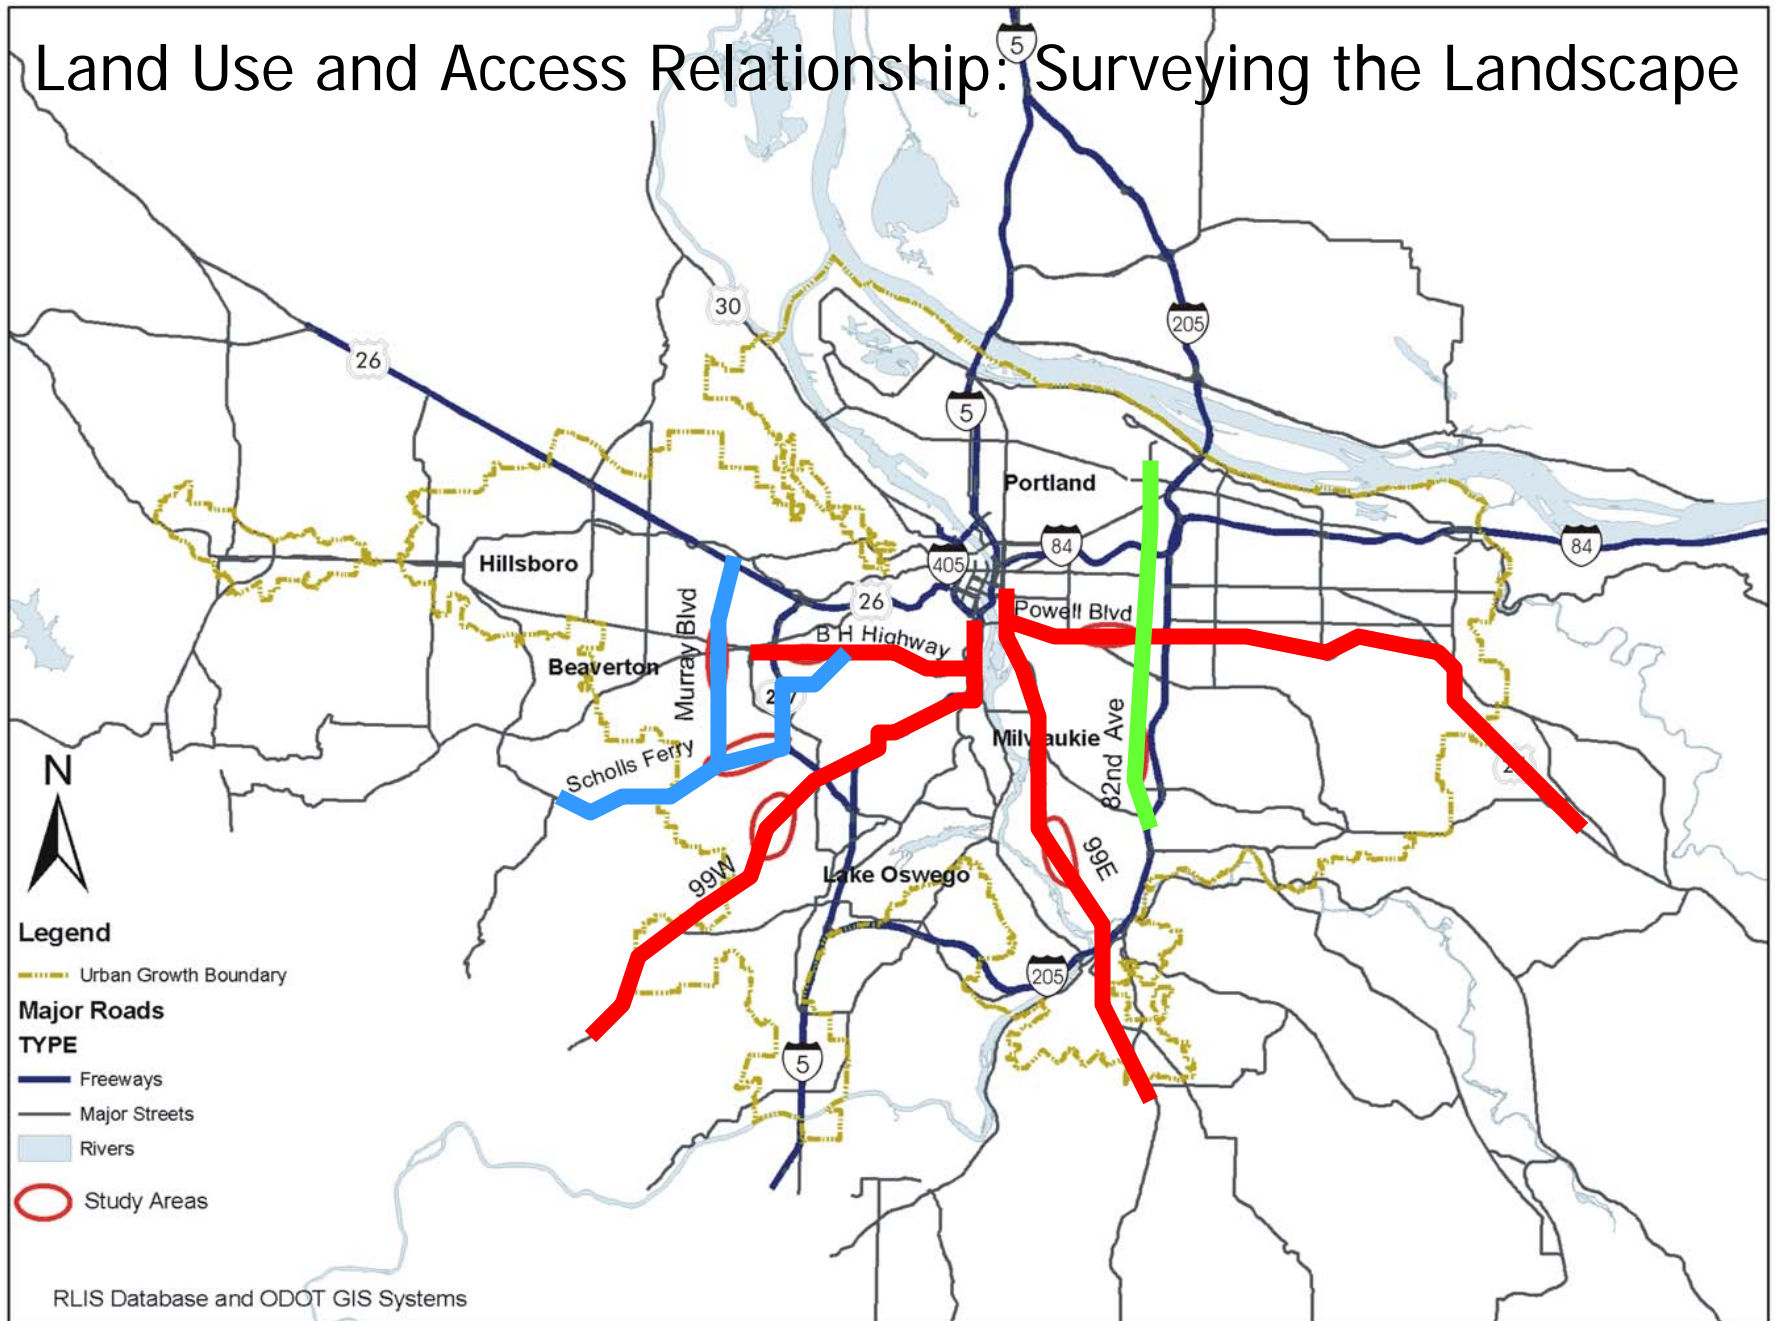 Land Use and Access Relationship: Surveying the Landscape
5
30
205
26
5
Portland
84
84
405
Hillsboro
26
Powell Blvd
B H Highway
Murray Blvd
Beaverton
Milwaukie
82nd Ave
Scholls Ferry
N
99W
99E
Lake Oswego
205
5
Legend
Urban Growth Boundary
Major Roads
TYPE
Freeways
Major Streets
Rivers
Study Areas
RLIS Database and ODOT GIS Systems